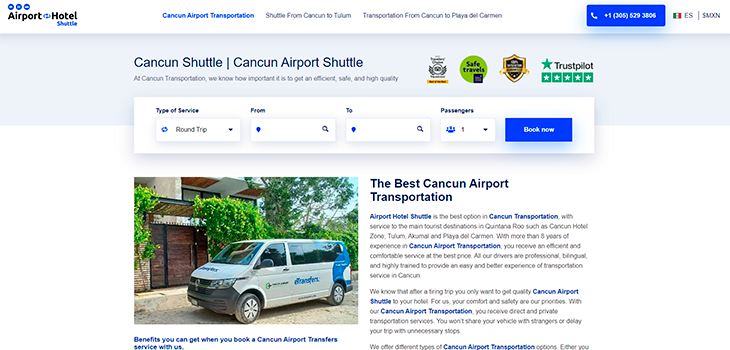 Airport Hotel
Shuttle
Cancun Airport Transportation
Shuttle From Cancun to Tulum
Transportation From Cancun to Playa del Carmen
+1 (305) 529 3806
ES | $MXN
Cancun Shuttle | Cancun Airport Shuttle
At Cancun Transportation, we know how important it is to get an efficient, safe, and high quality
Safe
travels
Trustpilot
Type of Service
From
To
Passengers
Round Trip
1
Book now
eTransfers.
Benefits you can get when you book a Cancun Airport Transfers
service with us.
The Best Cancun Airport
Transportation
Airport Hotel Shuttle is the best option in Cancun Transportation, with
service to the main tourist destinations in Quintana Roo such as Cancun Hotel
Zone, Tulum, Akumal and Playa del Carmen. With more than 8 years of
experience in Cancun Airport Transportation, you receive an efficient and
comfortable service at the best price. All our drivers are professional, bilingual,
and highly trained to provide an easy and better experience of transportation
service in Cancun.
We know that after a tiring trip you only want to get quality Cancun Airport
Shuttle to your hotel. For us, your comfort and safety are our priorities. With
our Cancun Airport Transportation, you receive direct and private
transportation services. You won't share your vehicle with strangers or delay
your trip with unnecessary stops.
We offer different types of Cancun Airport Transportation options. Either you